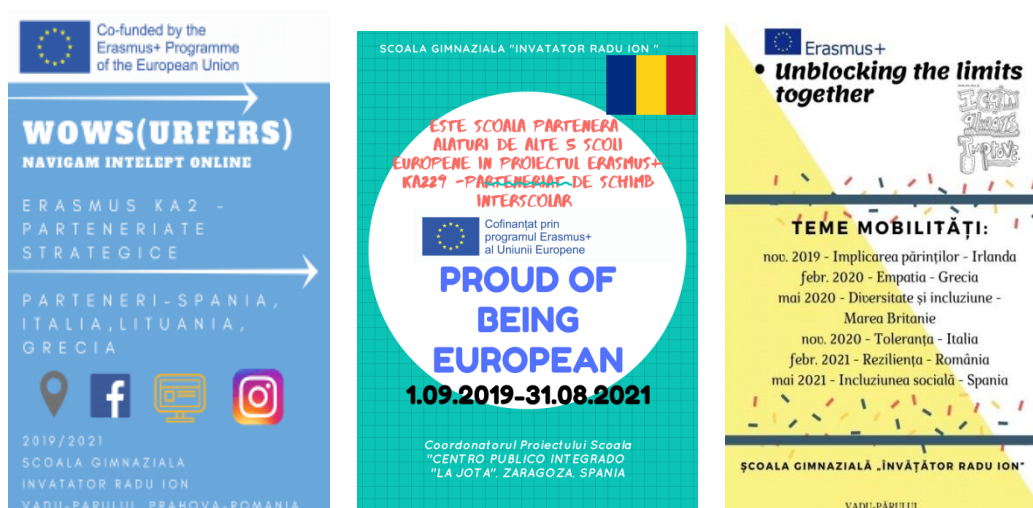 Co-funded by the
Erasmus+ Programme
of the European Union
WOWS(URFERS)
NAVIGAM INTELEPT ONLINE
ERASMUS KA2 -
PARTENERIATE
STRATEGICE
PARTENERI-SPANIA,
ITALIA, LITUANIA,
GRECIA
2019/2021
SCOALA GIMNAZIALA
INVATATOR RADU ION
VADU-PARULUI, PRAHOVA-ROMANIA
SCOALA GIMNAZIALA "INVATATOR RADU ION "
ESTE SCOALA PARTENERA
ALATURI DE ALTE 5 SCOLI
EUROPENE IN PROIECTUL ERASMUS+
KA229 -PARTENERIAT DE SCHIMB
INTERSCOLAR
Cofinanțat prin
programul Erasmus+
al Uniunii Europene
PROUD OF
BEING
EUROPEAN
1.09.2019-31.08.2021
Coordonatorul Proiectului Scoala
"CENTRO PUBLICO INTEGRADO
"LA JOTA". ZARAGOZA. SPANIA
Erasmus+
• Unblocking the limits
together
I can
always
Improve.
TEME MOBILITĂȚI:
nov. 2019 - Implicarea părinților - Irlanda
febr. 2020 - Empatia - Grecia
mai 2020 - Diversitate și incluziune -
Marea Britanie
nov. 2020 - Toleranța - Italia
febr. 2021 - Reziliența - România
mai 2021 - Incluziunea socială - Spania
ȘCOALA GIMNAZIALĂ „ÎNVĂȚĂTOR RADU ION"
VADU-PĂRULUI